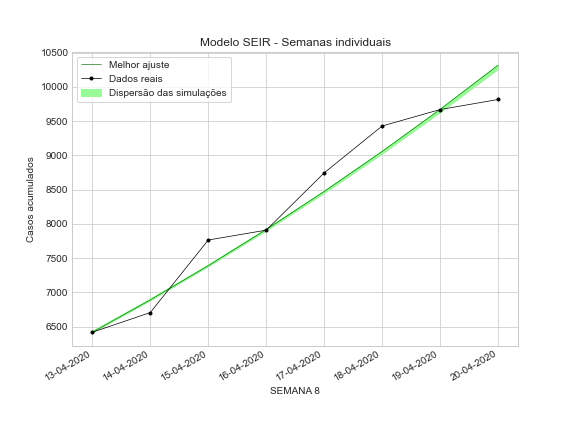 Modelo SEIR - Semanas individuais
Melhor ajuste
Dados reais
Dispersão das simulações
Casos acumulados
10500
10000
9500
9000
8500
8000
7500
7000
6500
13-04-2020
14-04-2020
15-04-2020
16-04-2020
17-04-2020
18-04-2020
19-04-2020
20-04-2020
SEMANA 8